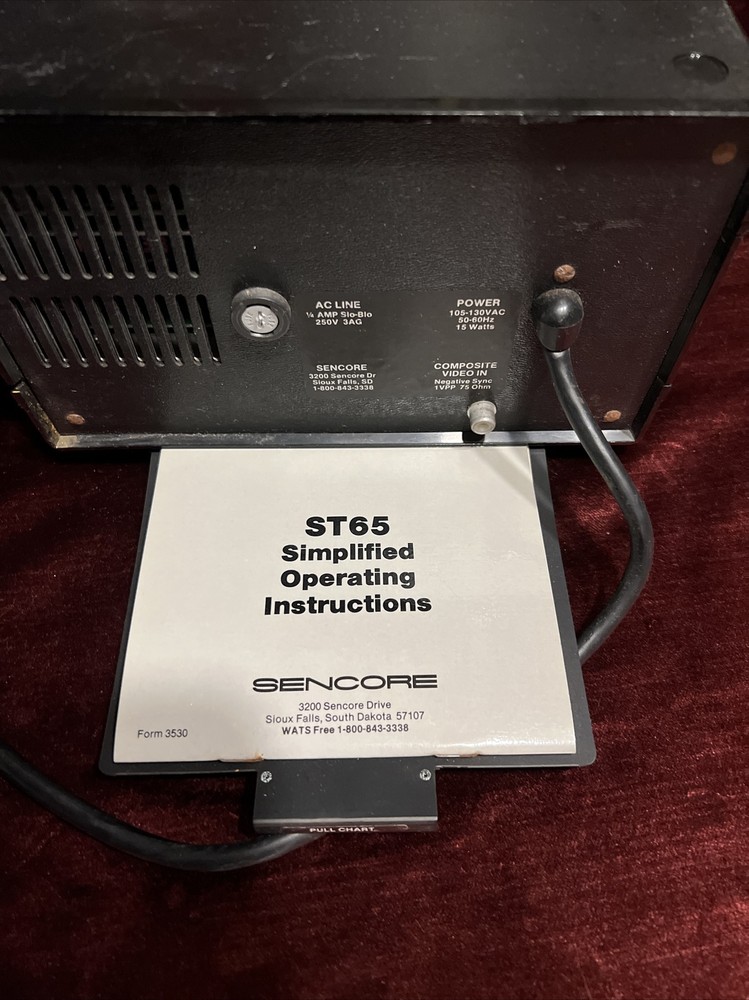 AC LINE
¼ AMP Slo-Blo
250V 3AG
POWER
105-130VAC
50-60Hz
15 Watts
SENCORE
3200 Sencore Dr
Sioux Falls, SD
1-800-843-3338
COMPOSITE
VIDEO IN
Negative Sync
1VPP 75 Ohm
ST65
Simplified
Operating
Instructions
SENCORE
3200 Sencore Drive
Sioux Falls, South Dakota 57107
WATS Free 1-800-843-3338
Form 3530
PULL CHART